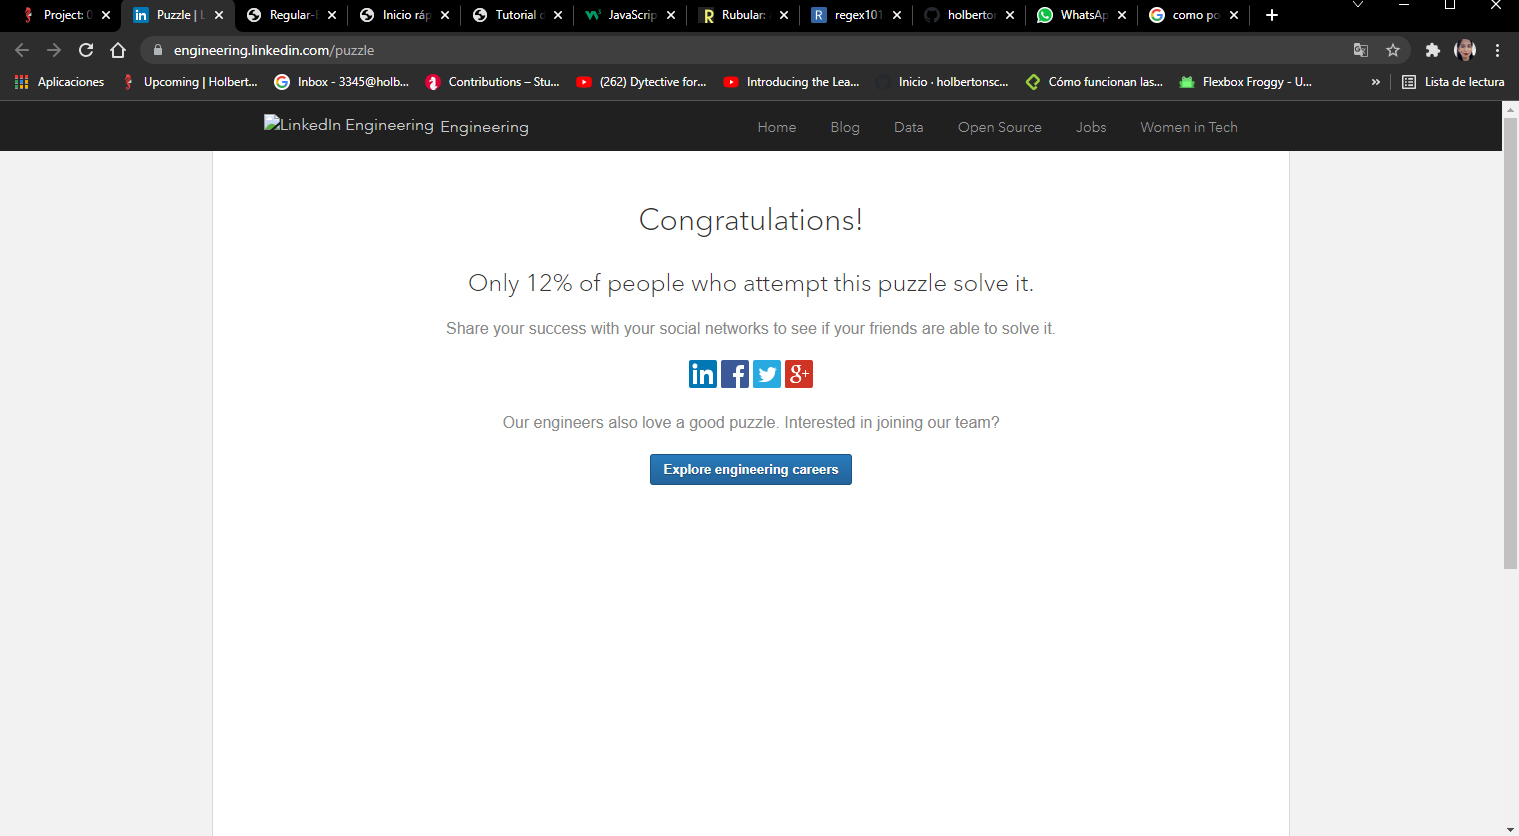 Project: 0
Puzzle | L
Regular-E
Inicio ráp
Tutorial d
JavaScrip
Rubular:
regex101
holberton
WhatsAp
como po
engineering.linkedin.com/puzzle
Aplicaciones
Upcoming | Holbert...
Inbox - 3345@holb...
Contributions – Stu...
(262) Dytective for...
Introducing the Lea...
Inicio · holbertonsc...
Cómo funcionan las...
Flexbox Froggy - U...
»
Lista de lectura
LinkedIn Engineering Engineering
Home Blog Data Open Source Jobs Women in Tech
Congratulations!
Only 12% of people who attempt this puzzle solve it.
Share your success with your social networks to see if your friends are able to solve it.
in f g+
Our engineers also love a good puzzle. Interested in joining our team?
Explore engineering careers